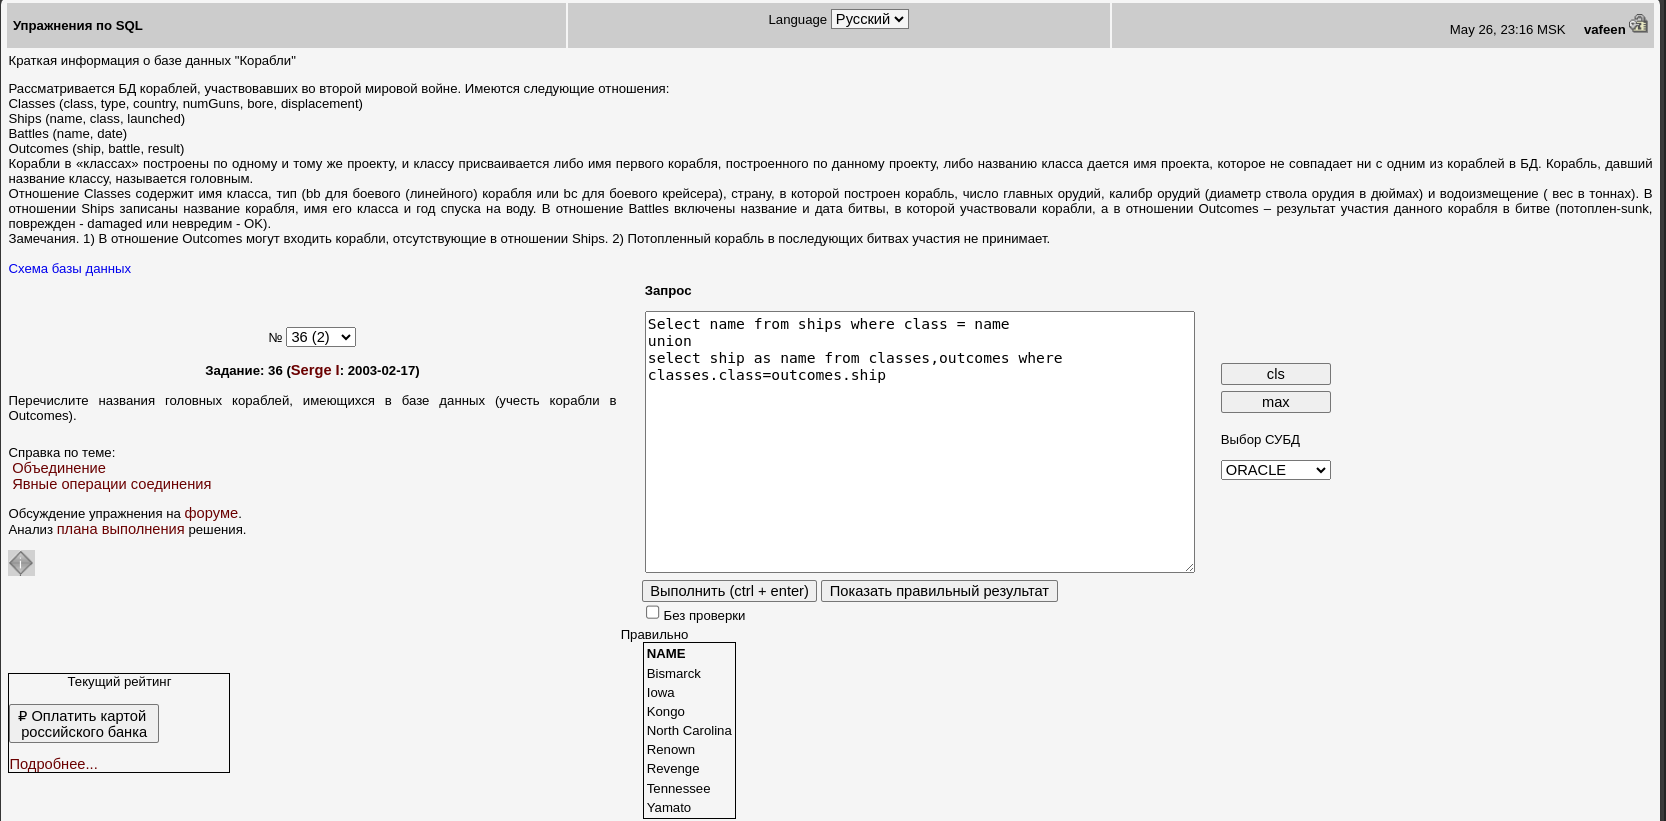 Упражнения по SQL
Language Русский
May 26, 23:16 MSK vafeen
Краткая информация о базе данных "Корабли"
Рассматривается БД кораблей, участвовавших во второй мировой войне. Имеются следующие отношения:
Classes (class, type, country, numGuns, bore, displacement)
Ships (name, class, launched)
Battles (name, date)
Outcomes (ship, battle, result)
Корабли в «классах» построены по одному и тому же проекту, и классу присваивается либо имя первого корабля, построенного по данному проекту, либо названию класса дается имя проекта, которое не совпадает ни с одним из кораблей в БД. Корабль, давший
название классу, называется головным.
Отношение Classes содержит имя класса, тип (bb для боевого (линейного) корабля или bc для боевого крейсера), страну, в которой построен корабль, число главных орудий, калибр орудий (диаметр ствола орудия в дюймах) и водоизмещение ( вес в тоннах). В
отношении Ships записаны название корабля, имя его класса и год спуска на воду. В отношение Battles включены название и дата битвы, в которой участвовали корабли, а в отношении Outcomes – результат участия данного корабля в битве (потоплен-sunk,
поврежден - damaged или невредим - OK).
Замечания. 1) В отношение Outcomes могут входить корабли, отсутствующие в отношении Ships. 2) Потопленный корабль в последующих битвах участия не принимает.
Схема базы данных
№ 36 (2)
Задание: 36 (Serge I: 2003-02-17)
Перечислите названия головных кораблей, имеющихся в базе данных (учесть корабли в
Outcomes).
Справка по теме:
Объединение
Явные операции соединения
Обсуждение упражнения на форуме.
Анализ плана выполнения решения.
Запрос
Select name from ships where class = name
union
select ship as name from classes,outcomes where
classes.class=outcomes.ship
cls
max
Выбор СУБД
ORACLE
Выполнить (ctrl + enter) Показать правильный результат
Без проверки
Правильно
NAME
Bismarck
Iowa
Kongo
North Carolina
Renown
Revenge
Tennessee
Yamato
Текущий рейтинг
₽ Оплатить картой
российского банка
Подробнее...